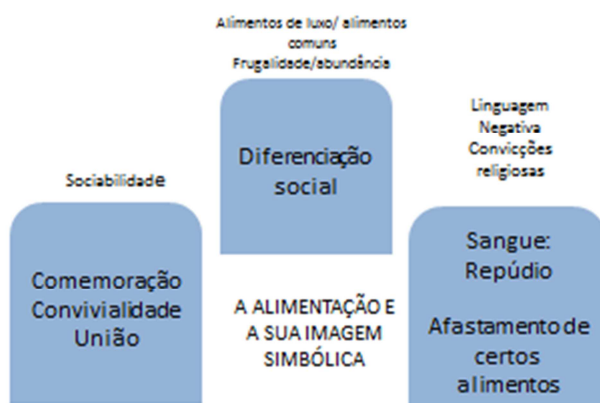 Alimentos de luxo/ alimentos
comuns
Frugalidade/abundância
Diferenciação
social
Sociabilidade
Comemoração
Convivialidade
União
A ALIMENTAÇÃO E
A SUA IMAGEM
SIMBÓLICA
Linguagem
Negativa
Convicções
religiosas
Sangue:
Repúdio
Afastamento de
certos
alimentos